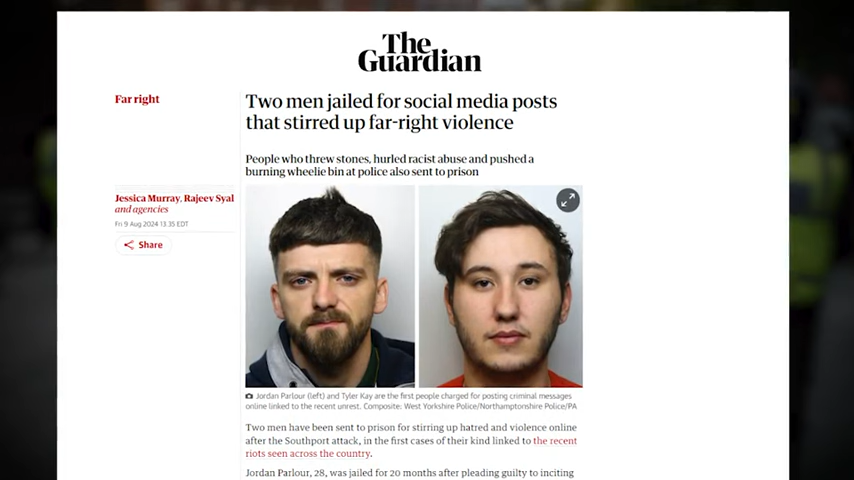 The
Guardian
Far right
Two men jailed for social media posts
that stirred up far-right violence
People who threw stones, hurled racist abuse and pushed a
burning wheelie bin at police also sent to prison
Jessica Murray, Rajeev Syal
and agencies
Fri 9 Aug 2024 13.35 EDT
Share
Jordan Parlour (left) and Tyler Kay are the first people charged for posting criminal messages
online linked to the recent unrest. Composite: West Yorkshire Police/Northamptonshire Police/PA
Two men have been sent to prison for stirring up hatred and violence online
after the Southport attack, in the first cases of their kind linked to the recent
riots seen across the country.
Jordan Parlour, 28, was jailed for 20 months after pleading guilty to inciting